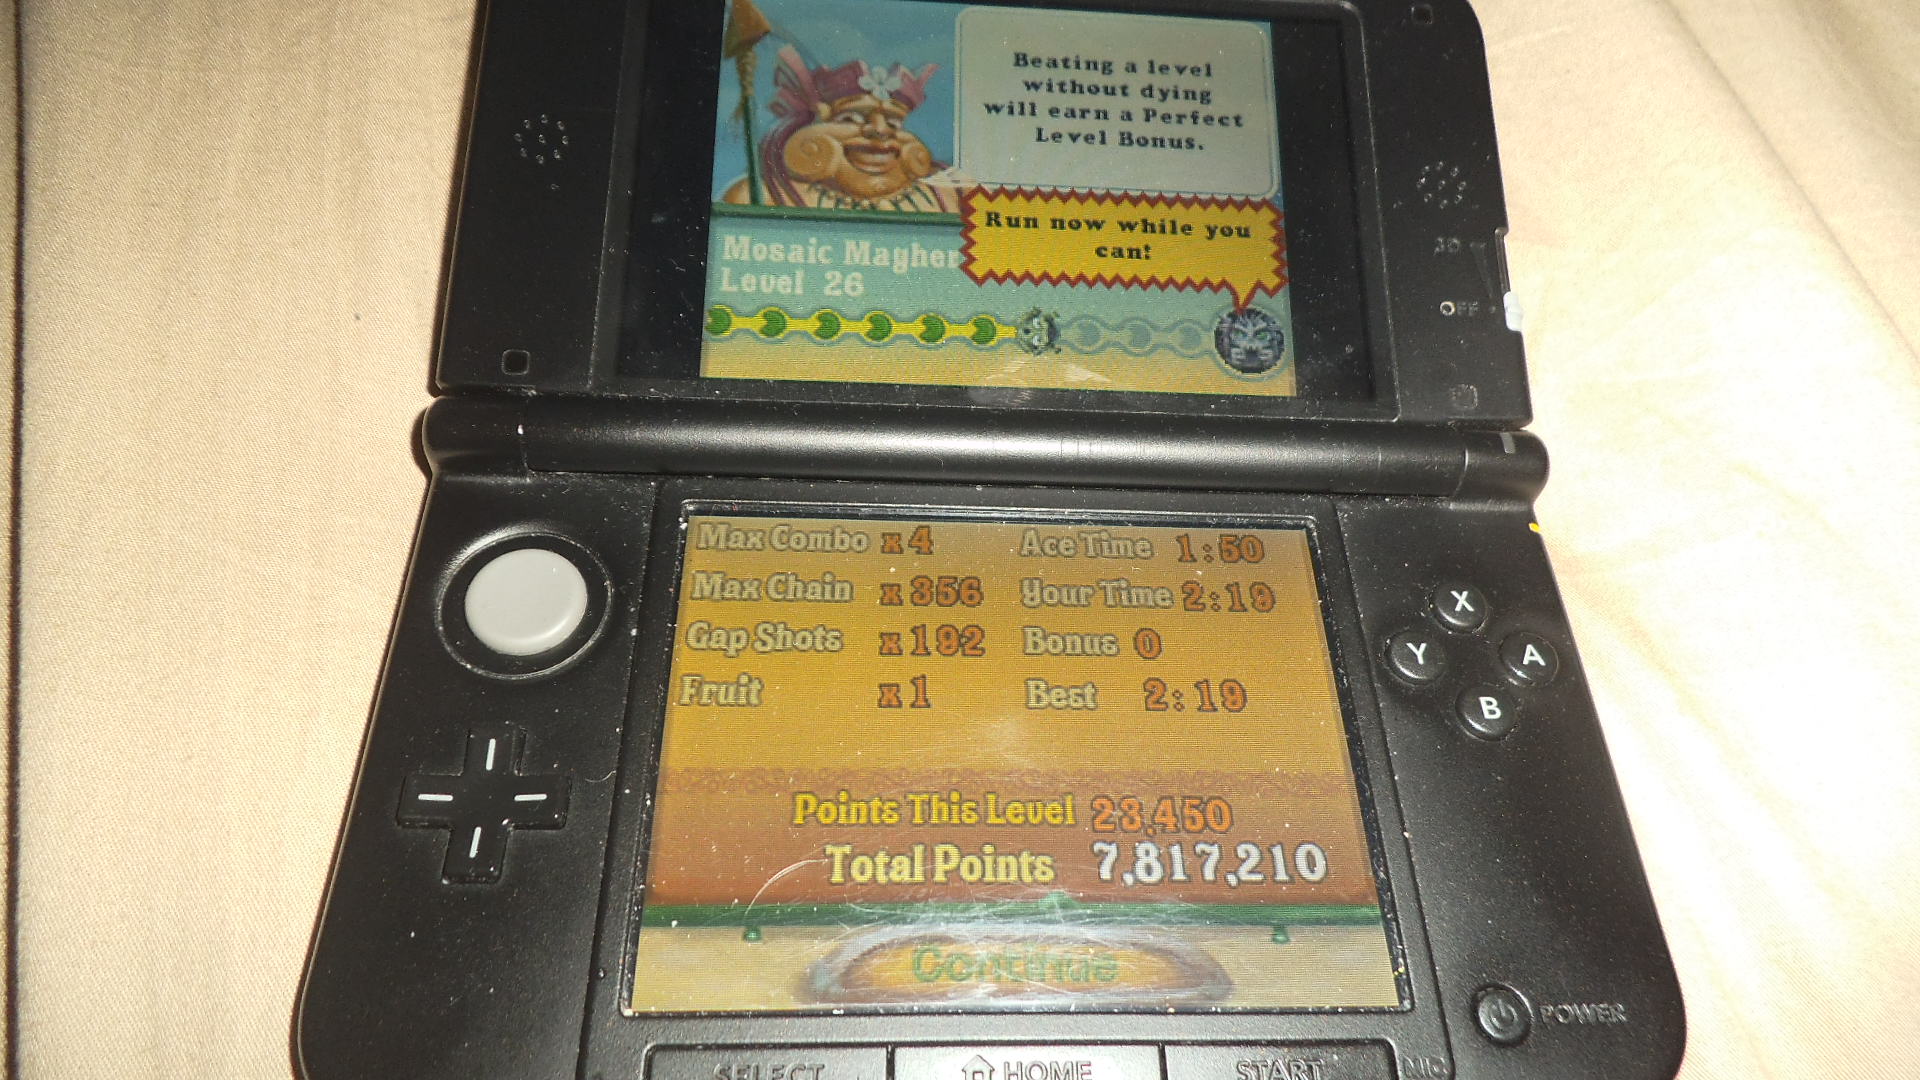 Beating a level
without dying
will earn a Perfect
Level Bonus.
Run now while you
can!
Mosaic Magher
Level 26
3D
OFF
Max Combo x4
Ace Time 1:50
Max Chain x356
Your Time 2:19
Gap Shots x192
Bonus 0
Fruit x1
Best 2:19
Points This Level 23,450
Total Points 7,817,210
Continue
X
Y
A
B
POWER
SELECT
HOME
START
MIC